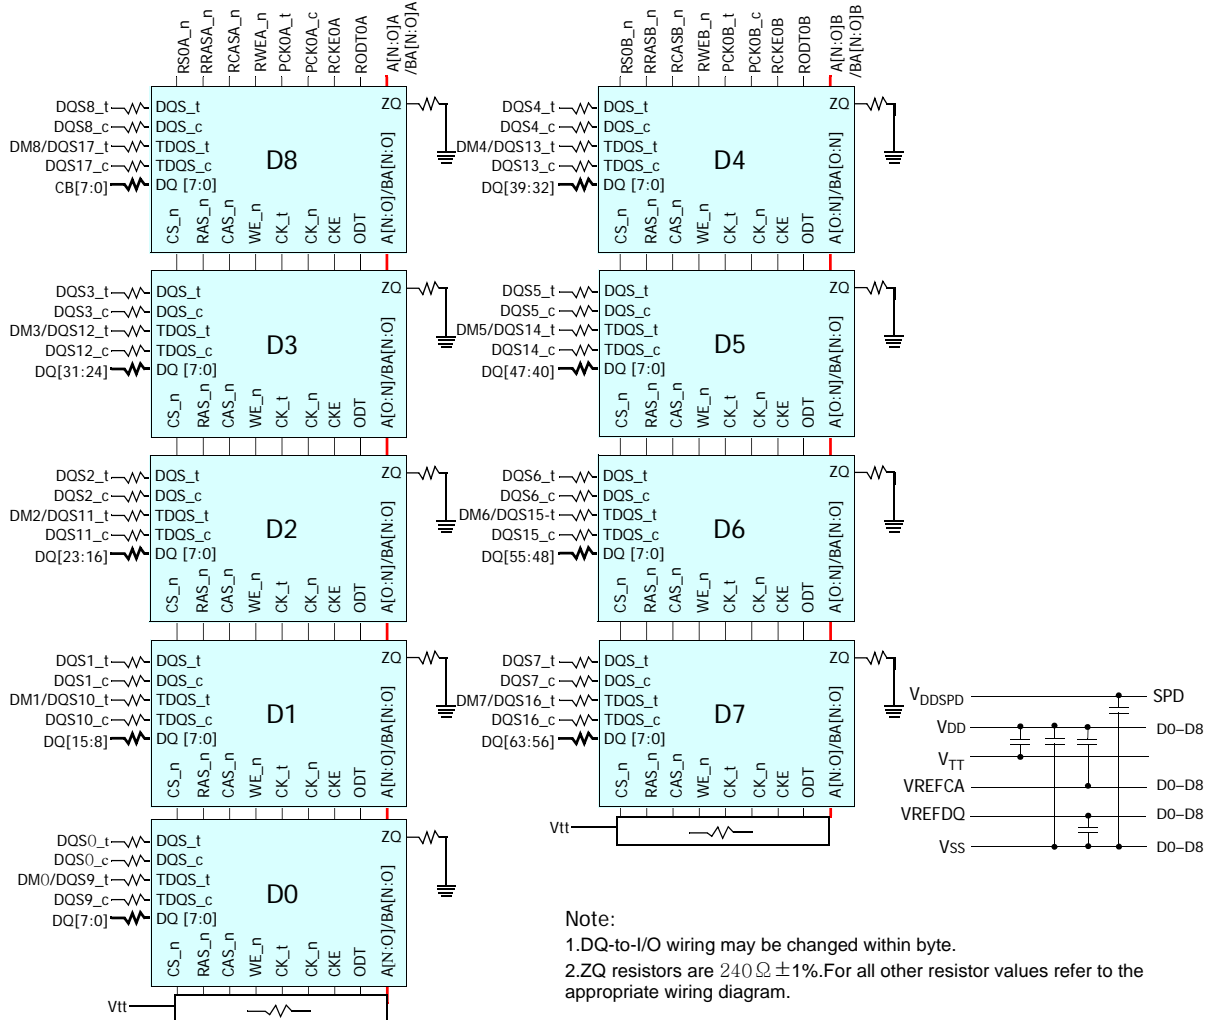 RS0A_n
RRASA_n
RCASA_n
RWEA_n
PCK0A_t
PCK0A_c
RCKE0A
RODT0A
A[N:O]A
/BA[N:O]A
DQS8_t
DQS8_c
DM8/DQS17_t
DQS17_c
CB[7:0]
DQS_t
DQS_c
TDQS_t
TDQS_c
DQ [7:0]
D8
ZQ
CS_n
RAS_n
CAS_n
WE_n
CK_t
CK_n
CKE
ODT
A[N:O]/BA[N:O]
DQS3_t
DQS3_c
DM3/DQS12_t
DQS12_c
DQ[31:24]
DQS_t
DQS_c
TDQS_t
TDQS_c
DQ [7:0]
D3
ZQ
CS_n
RAS_n
CAS_n
WE_n
CK_t
CK_n
CKE
ODT
A[O:N]/BA[N:O]
DQS2_t
DQS2_c
DM2/DQS11_t
DQS11_c
DQ[23:16]
DQS_t
DQS_c
TDQS_t
TDQS_c
DQ [7:0]
D2
ZQ
CS_n
RAS_n
CAS_n
WE_n
CK_t
CK_n
CKE
ODT
A[N:O]/BA[N:O]
DQS1_t
DQS1_c
DM1/DQS10_t
DQS10_c
DQ[15:8]
DQS_t
DQS_c
TDQS_t
TDQS_c
DQ [7:0]
D1
ZQ
CS_n
RAS_n
CAS_n
WE_n
CK_t
CK_n
CKE
ODT
A[N:O]/BA[N:O]
DQS0_t
DQS0_c
DM0/DQS9_t
DQS9_c
DQ[7:0]
DQS_t
DQS_c
TDQS_t
TDQS_c
DQ [7:0]
D0
ZQ
CS_n
RAS_n
CAS_n
WE_n
CK_t
CK_n
CKE
ODT
A[N:O]/BA[N:O]
Vtt
RS0B_n
RRASB_n
RCASB_n
RWEB_n
PCK0B_t
PCK0B_c
RCKE0B
RODT0B
A[N:O]B
/BA[N:O]B
DQS4_t
DQS4_c
DM4/DQS13_t
DQS13_c
DQ[39:32]
DQS_t
DQS_c
TDQS_t
TDQS_c
DQ [7:0]
D4
ZQ
CS_n
RAS_n
CAS_n
WE_n
CK_t
CK_n
CKE
ODT
A[O:N]/BA[O:N]
DQS5_t
DQS5_c
DM5/DQS14_t
DQS14_c
DQ[47:40]
DQS_t
DQS_c
TDQS_t
TDQS_c
DQ [7:0]
D5
ZQ
CS_n
RAS_n
CAS_n
WE_n
CK_t
CK_n
CKE
ODT
A[O:N]/BA[N:O]
DQS6_t
DQS6_c
DM6/DQS15-t
DQS15_c
DQ[55:48]
DQS_t
DQS_c
TDQS_t
TDQS_c
DQ [7:0]
D6
ZQ
CS_n
RAS_n
CAS_n
WE_n
CK_t
CK_n
CKE
ODT
A[O:N]/BA[N:O]
DQS7_t
DQS7_c
DM7/DQS16_t
DQS16_c
DQ[63:56]
DQS_t
DQS_c
TDQS_t
TDQS_c
DQ [7:0]
D7
ZQ
CS_n
RAS_n
CAS_n
WE_n
CK_t
CK_n
CKE
ODT
A[N:O]/BA[N:O]
Vtt
VDDSPD SPD
VDD D0–D8
VTT
VREFCA D0–D8
VREFDQ D0–D8
VSS D0–D8
Note:
1.DQ-to-I/O wiring may be changed within byte.
2.ZQ resistors are 240 Ω ±1%.For all other resistor values refer to the
appropriate wiring diagram.